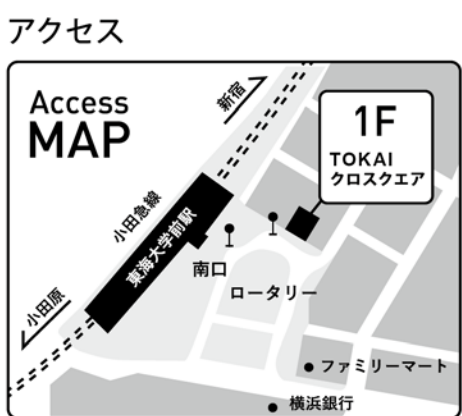 アクセス
Access
MAP
新宿
1F
TOKAI
クロスクエア
小田急線
東海大学前駅
南口
ロータリー
小田原
ファミリーマート
横浜銀行